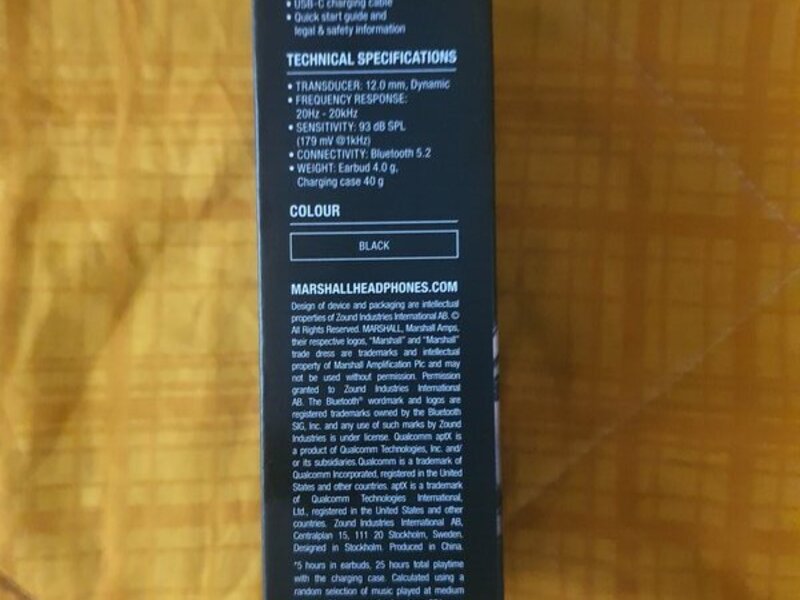 • USB-C charging cable
• Quick start guide and
legal & safety information
TECHNICAL SPECIFICATIONS
• TRANSDUCER: 12.0 mm, Dynamic
• FREQUENCY RESPONSE:
20Hz - 20kHz
• SENSITIVITY: 93 dB SPL
(179 mV @1kHz)
• CONNECTIVITY: Bluetooth 5.2
• WEIGHT: Earbud 4.0 g,
Charging case 40 g
COLOUR
BLACK
MARSHALLHEADPHONES.COM
Design of device and packaging are intellectual
properties of Zound Industries International AB. ©
All Rights Reserved. MARSHALL, Marshall Amps,
their respective logos, "Marshall" and "Marshall"
trade dress are trademarks and intellectual
property of Marshall Amplification Plc and may
not be used without permission. Permission
granted to Zound Industries International
AB. The Bluetooth® wordmark and logos are
registered trademarks owned by the Bluetooth
SIG, Inc. and any use of such marks by Zound
Industries is under license. Qualcomm aptX is
a product of Qualcomm Technologies, Inc. and/
or its subsidiaries.Qualcomm is a trademark of
Qualcomm Incorporated, registered in the United
States and other countries. aptX is a trademark
of Qualcomm Technologies International,
Ltd., registered in the United States and other
countries. Zound Industries International AB,
Centralplan 15, 111 20 Stockholm, Sweden.
Designed in Stockholm. Produced in China.
*5 hours in earbuds, 25 hours total playtime
with the charging case. Calculated using a
random selection of music played at medium